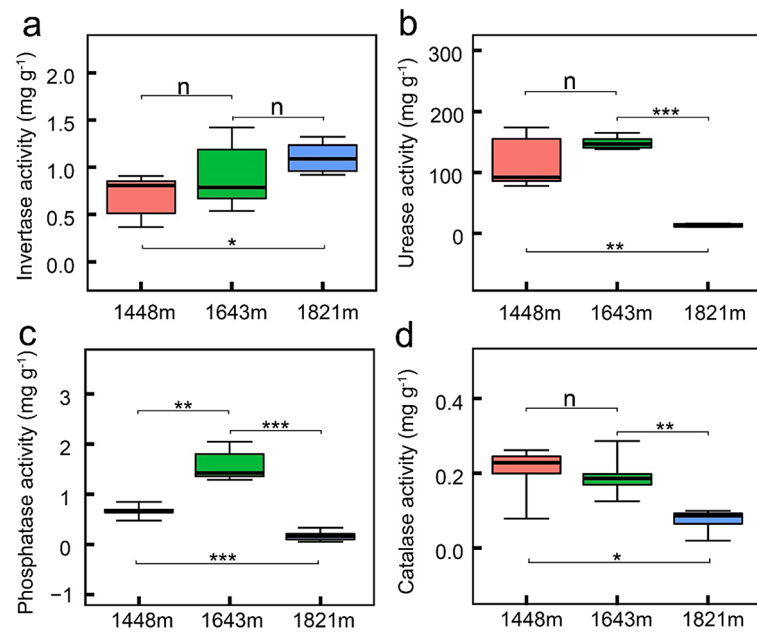 a
Invertase activity (mg g⁻¹)
2.0
1.5
1.0
0.5
0.0
n
n
*
1448m 1643m 1821m
b
Urease activity (mg g⁻¹)
300
200
100
0
n
***
**
1448m 1643m 1821m
c
Phosphatase activity (mg g⁻¹)
3
2
1
0
−1
**
***
***
1448m 1643m 1821m
d
Catalase activity (mg g⁻¹)
0.4
0.2
0.0
n
**
*
1448m 1643m 1821m